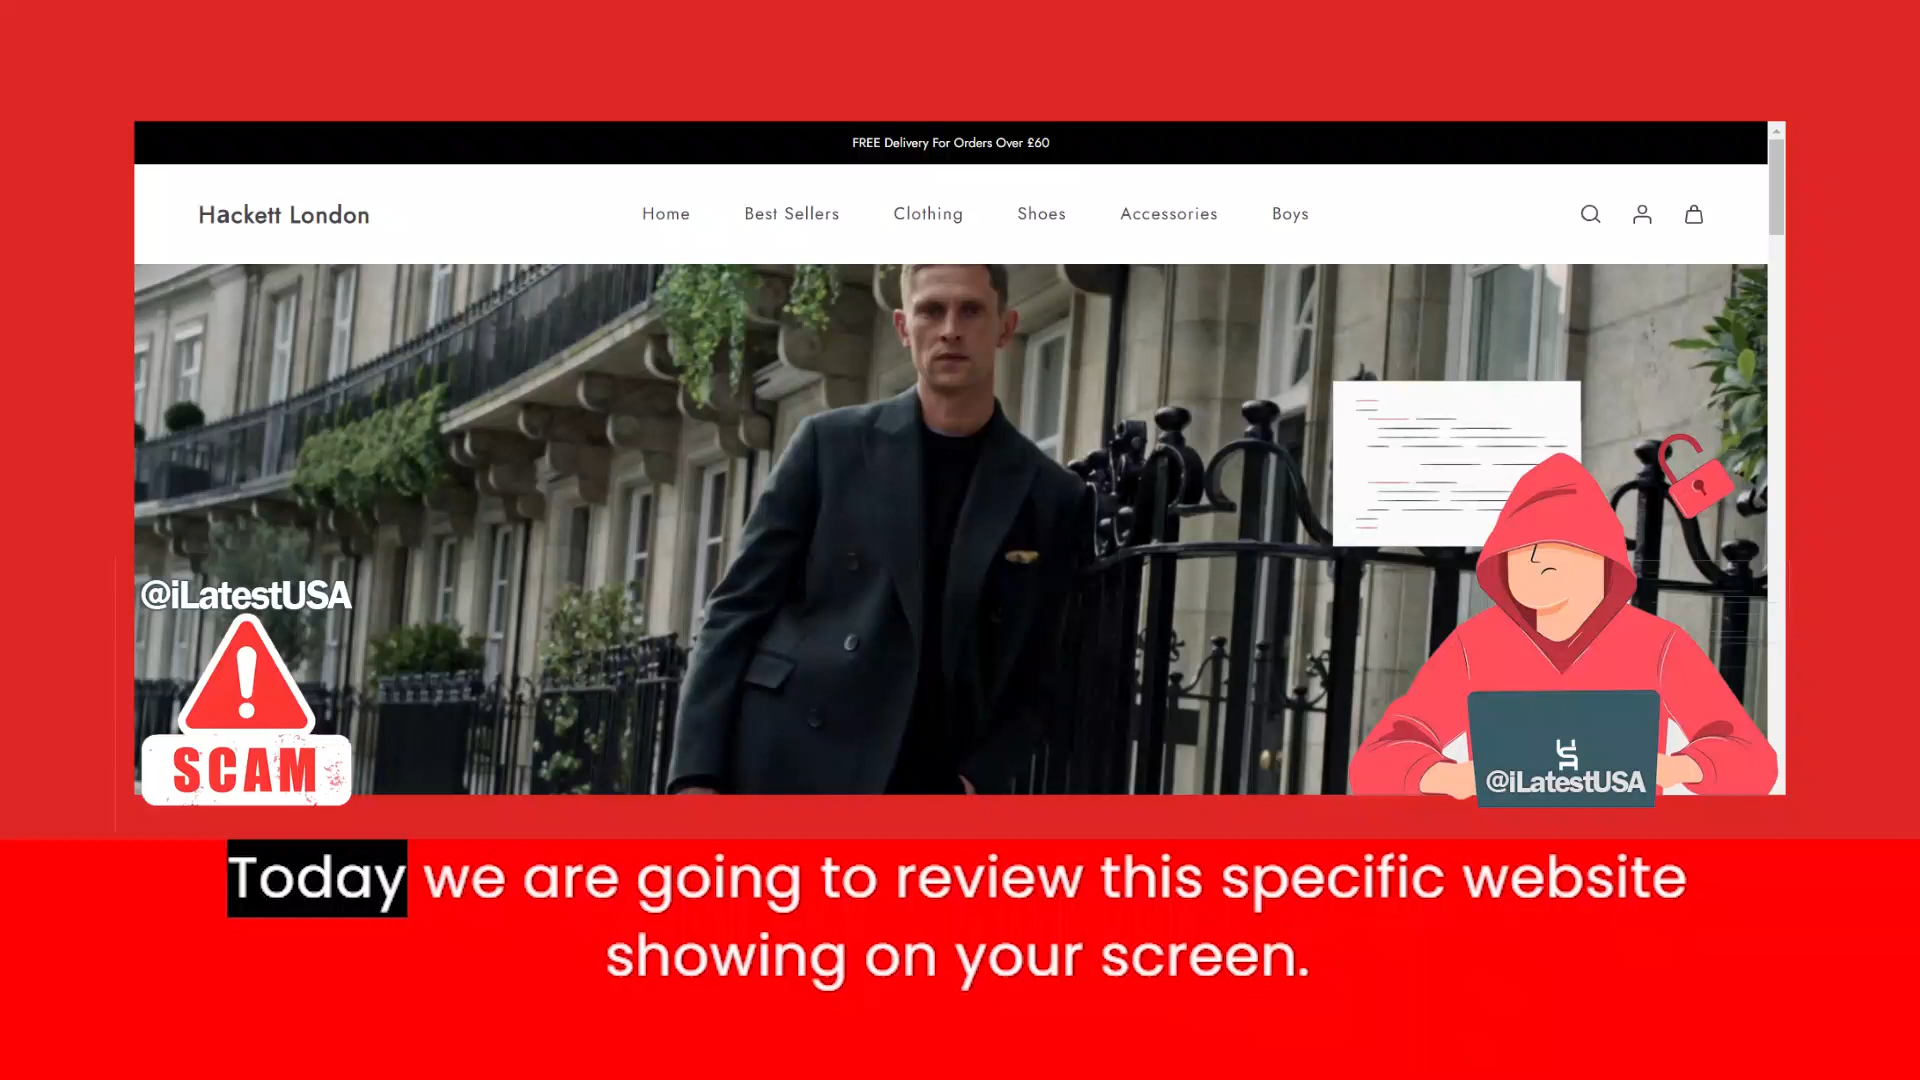 FREE Delivery For Orders Over £60
Hackett London
Home Best Sellers Clothing Shoes Accessories Boys
@iLatestUSA
SCAM
@iLatestUSA
Today we are going to review this specific website
showing on your screen.